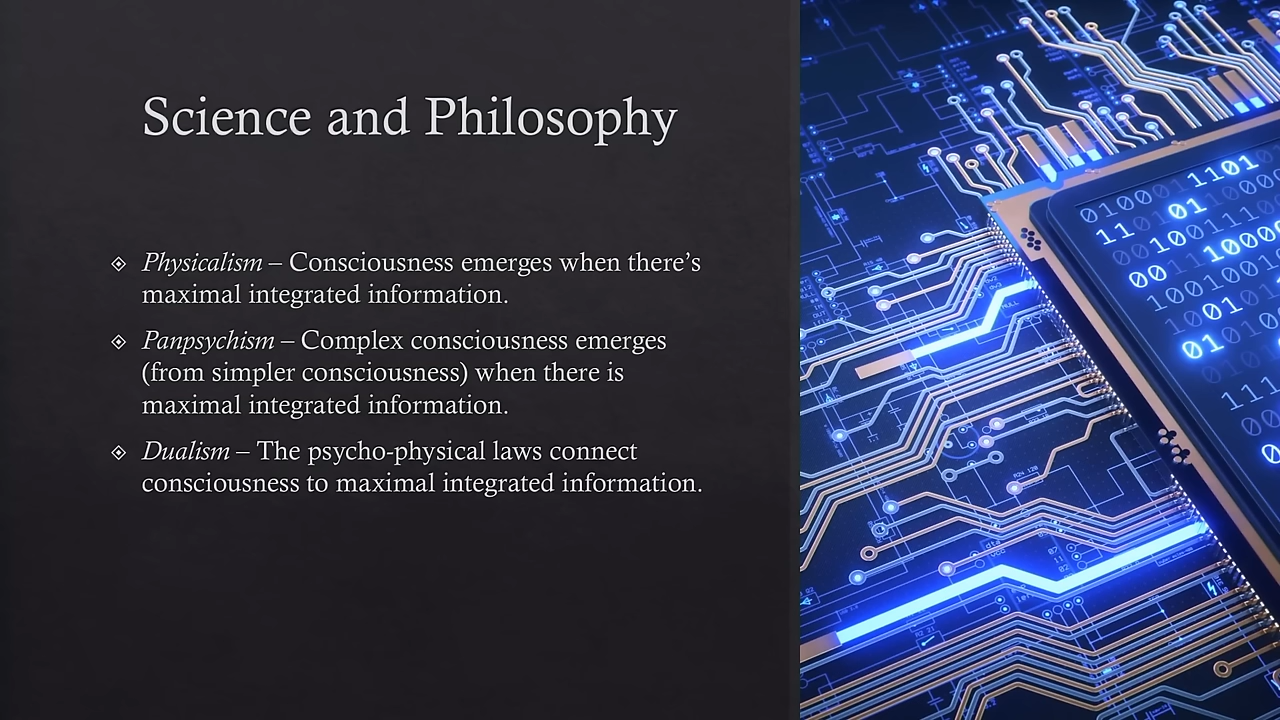 Science and Philosophy
Physicalism – Consciousness emerges when there’s
maximal integrated information.
Panpsychism – Complex consciousness emerges
(from simpler consciousness) when there is
maximal integrated information.
Dualism – The psycho-physical laws connect
consciousness to maximal integrated information.